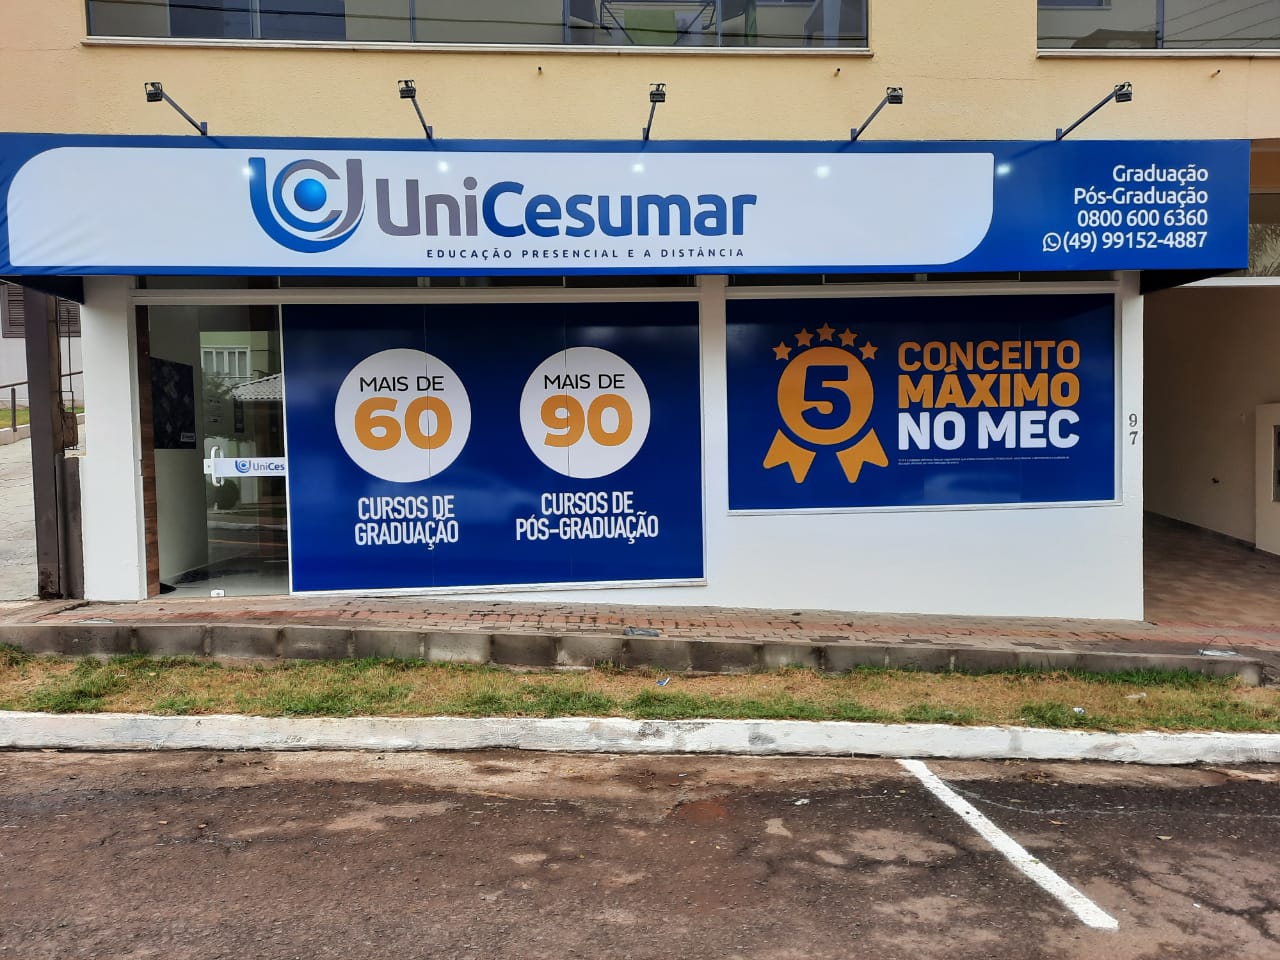 UniCesumar
EDUCAÇÃO PRESENCIAL E A DISTÂNCIA
Graduação
Pós-Graduação
0800 600 6360
(49) 99152-4887
MAIS DE
60
CURSOS DE
GRADUAÇÃO
MAIS DE
90
CURSOS DE
PÓS-GRADUAÇÃO
5
CONCEITO
MÁXIMO
NO MEC
97
UniCes